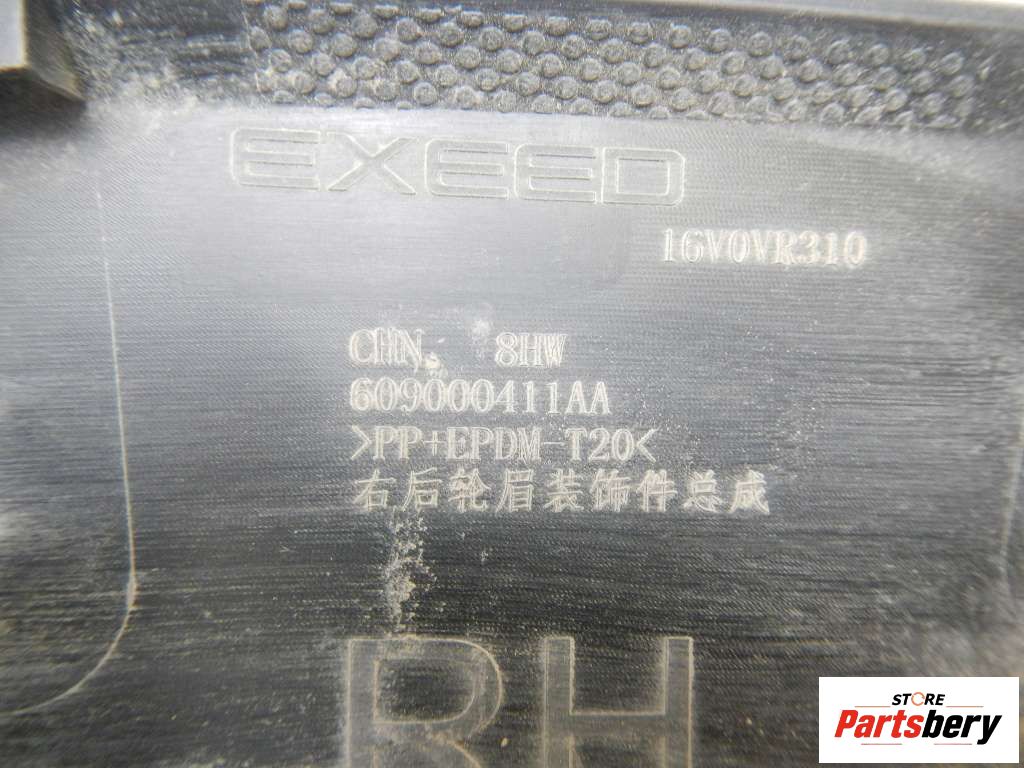 EXEED
16V0VR310
CHN. 8HW
609000411AA
>PP+EPDM-T20<
右后轮眉装饰件总成
RH
STORE
Partsbery